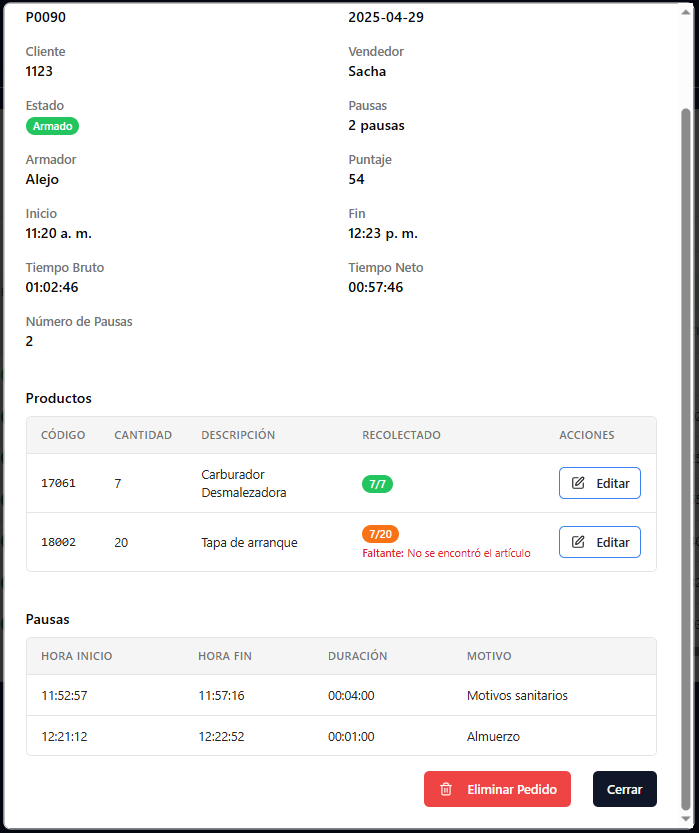 P0090 2025-04-29
Cliente Vendedor
1123 Sacha
Estado Pausas
Armado 2 pausas
Armador Puntaje
Alejo 54
Inicio Fin
11:20 a. m. 12:23 p. m.
Tiempo Bruto Tiempo Neto
01:02:46 00:57:46
Número de Pausas
2
Productos
CÓDIGO CANTIDAD DESCRIPCIÓN RECOLECTADO ACCIONES
17061 7 Carburador Desmalezadora 7/7 Editar
18002 20 Tapa de arranque 7/20 Editar
Faltante: No se encontró el artículo
Pausas
HORA INICIO HORA FIN DURACIÓN MOTIVO
11:52:57 11:57:16 00:04:00 Motivos sanitarios
12:21:12 12:22:52 00:01:00 Almuerzo
Eliminar Pedido Cerrar